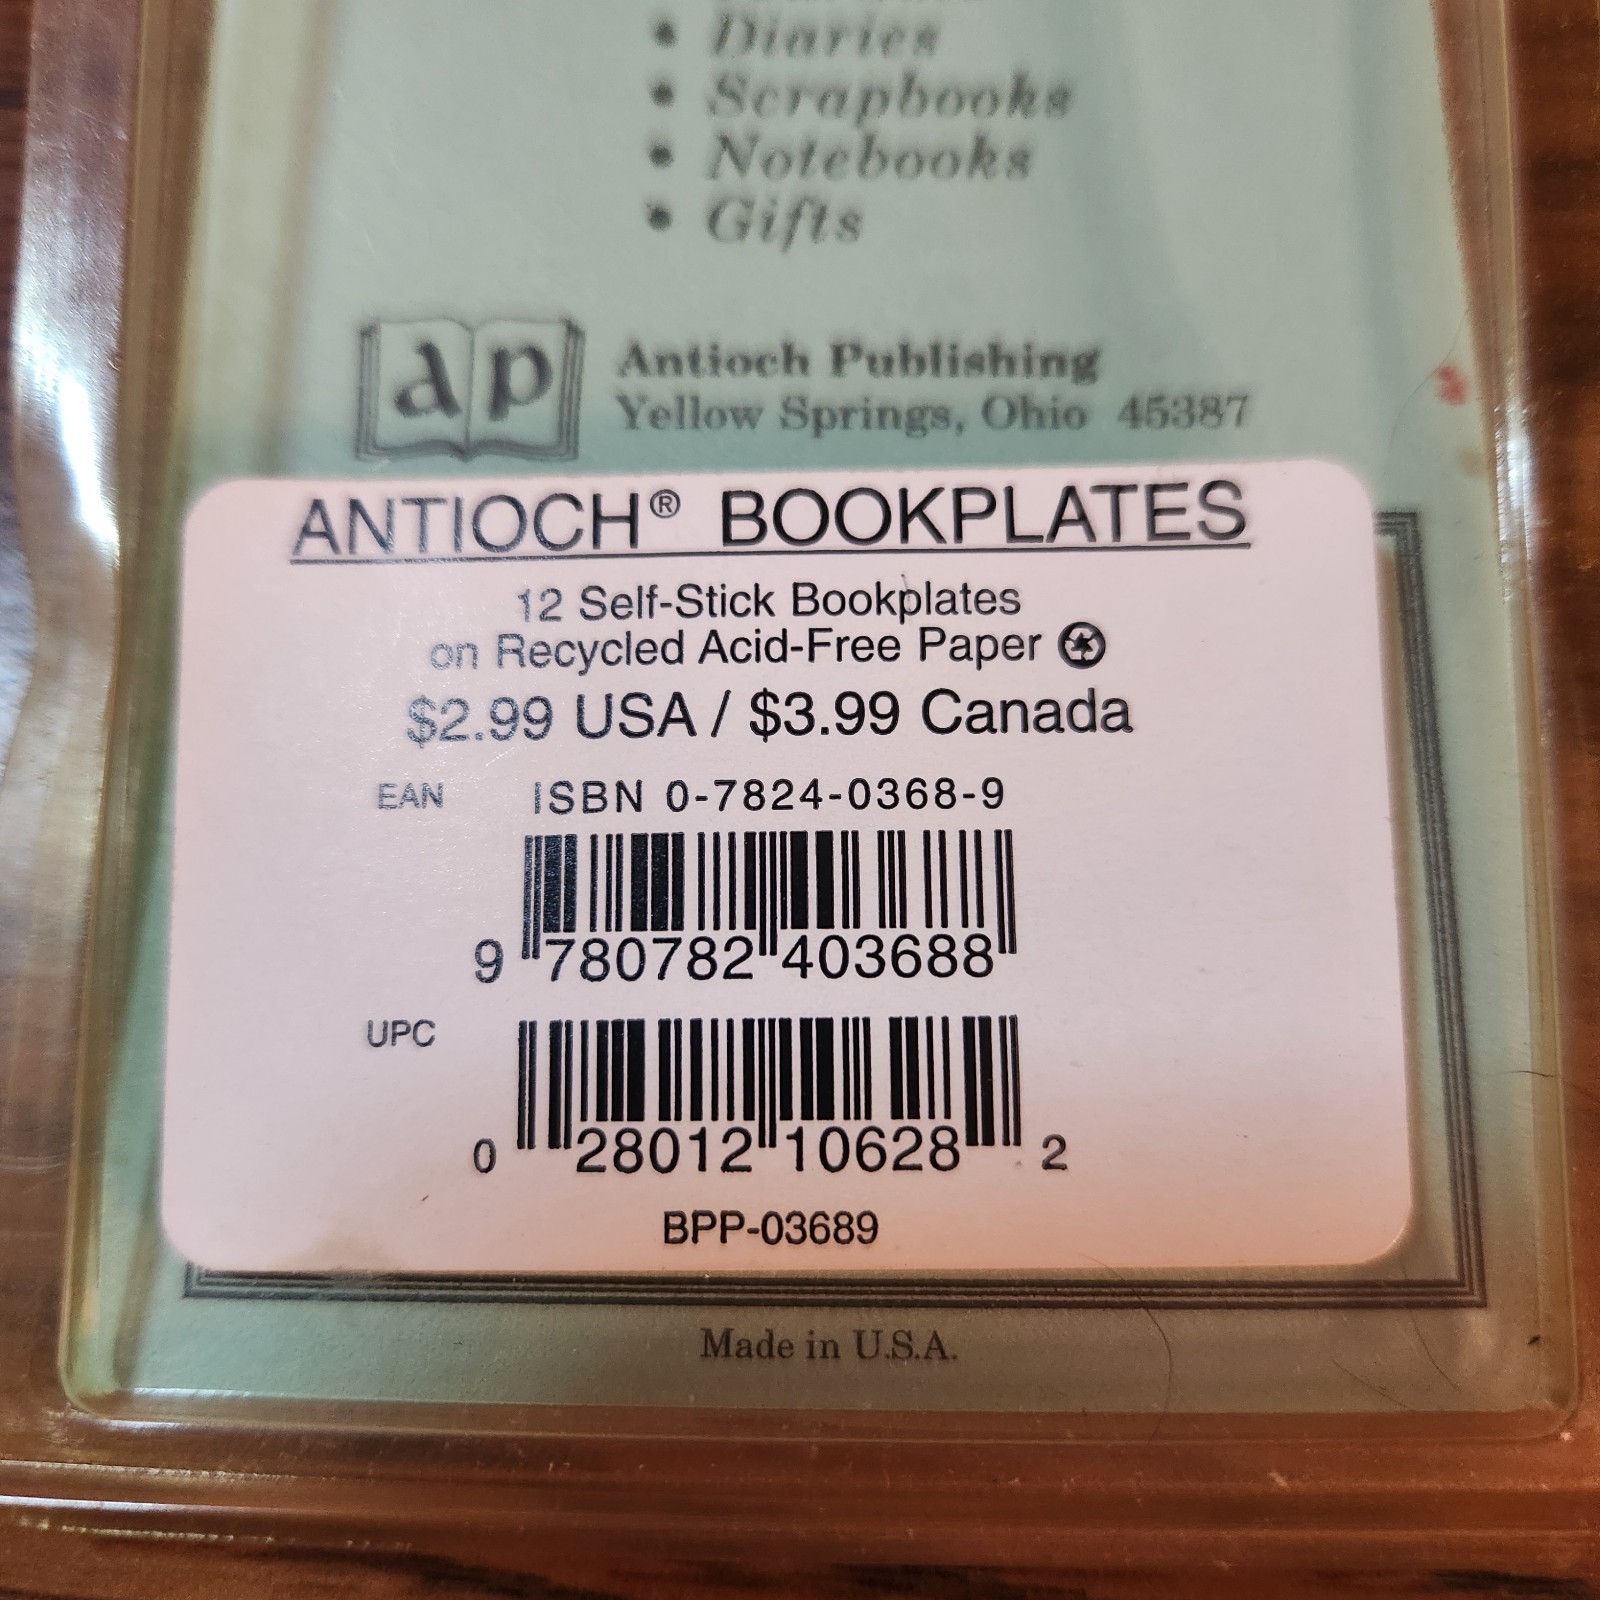 • Diaries
• Scrapbooks
• Notebooks
• Gifts
ap
Antioch Publishing
Yellow Springs, Ohio 45387
ANTIOCH® BOOKPLATES
12 Self-Stick Bookplates
on Recycled Acid-Free Paper
$2.99 USA / $3.99 Canada
EAN ISBN 0-7824-0368-9
9 780782 403688
UPC
0 28012 10628 2
BPP-03689
Made in U.S.A.